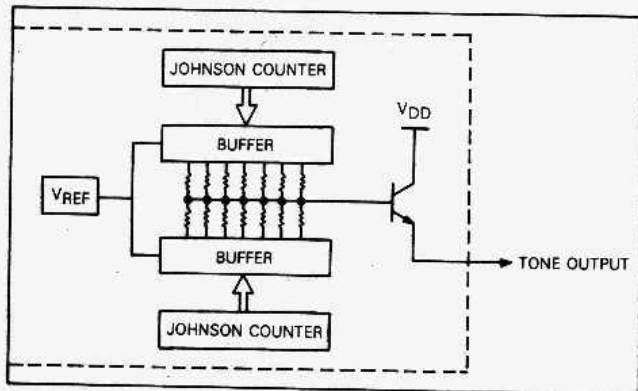 JOHNSON COUNTER
VDD
BUFFER
VREF
BUFFER
TONE OUTPUT
JOHNSON COUNTER